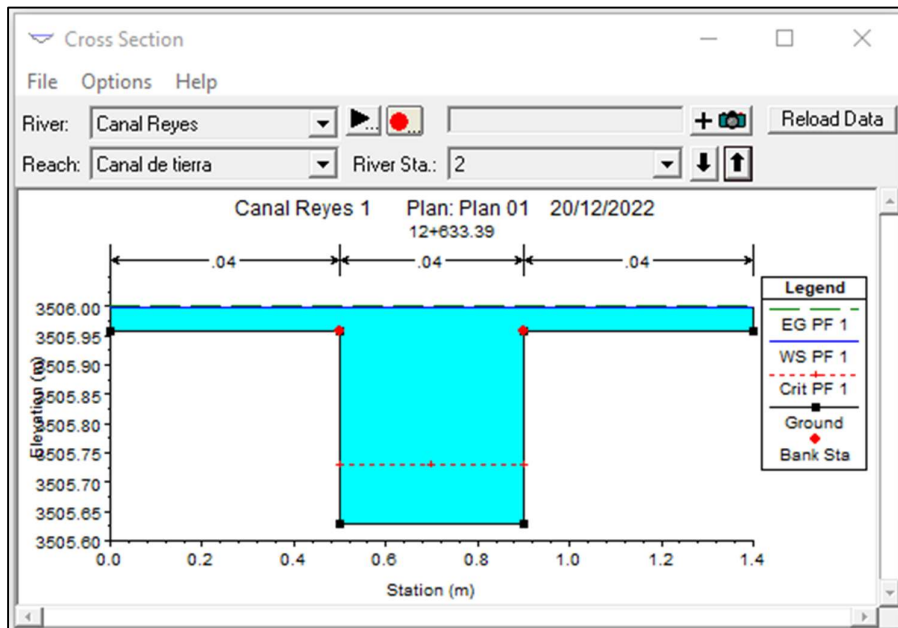 Cross Section
File Options Help
River: Canal Reyes Reload Data
Reach: Canal de tierra River Sta.: 2
Canal Reyes 1 Plan: Plan 01 20/12/2022
12+633.39
.04 .04 .04
Legend
EG PF 1
WS PF 1
Crit PF 1
Ground
Bank Sta
Elevation (m)
3506.00
3505.95
3505.90
3505.85
3505.80
3505.75
3505.70
3505.65
3505.60
0.0 0.2 0.4 0.6 0.8 1.0 1.2 1.4
Station (m)